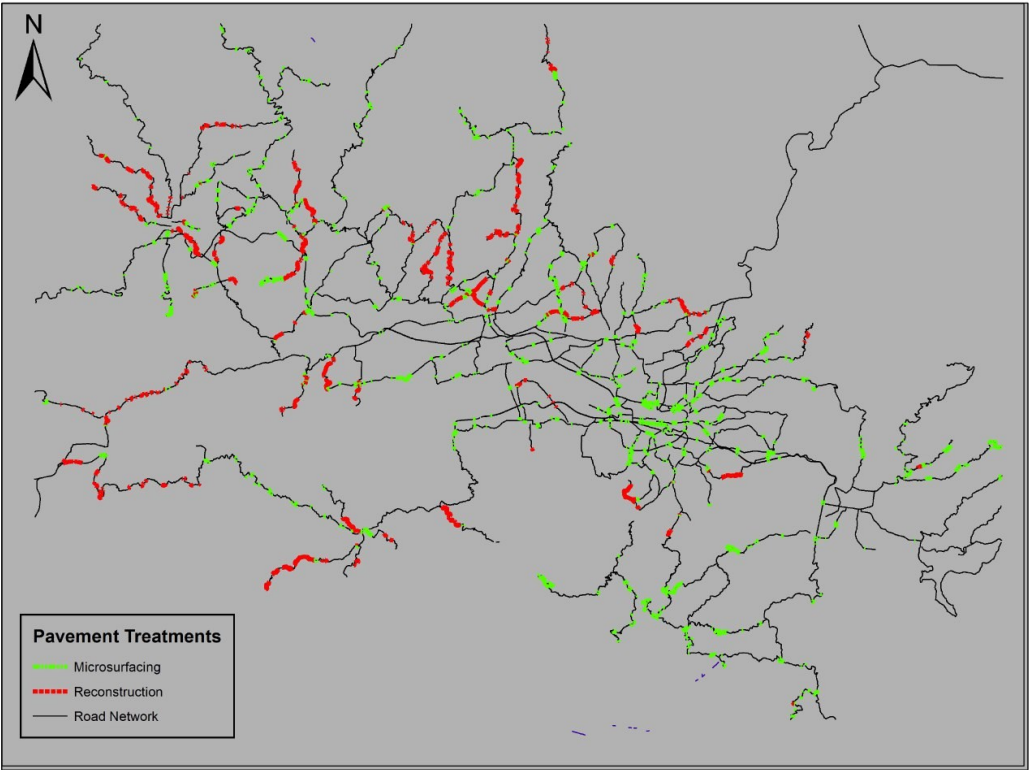 N
Pavement Treatments
Microsurfacing
Reconstruction
Road Network